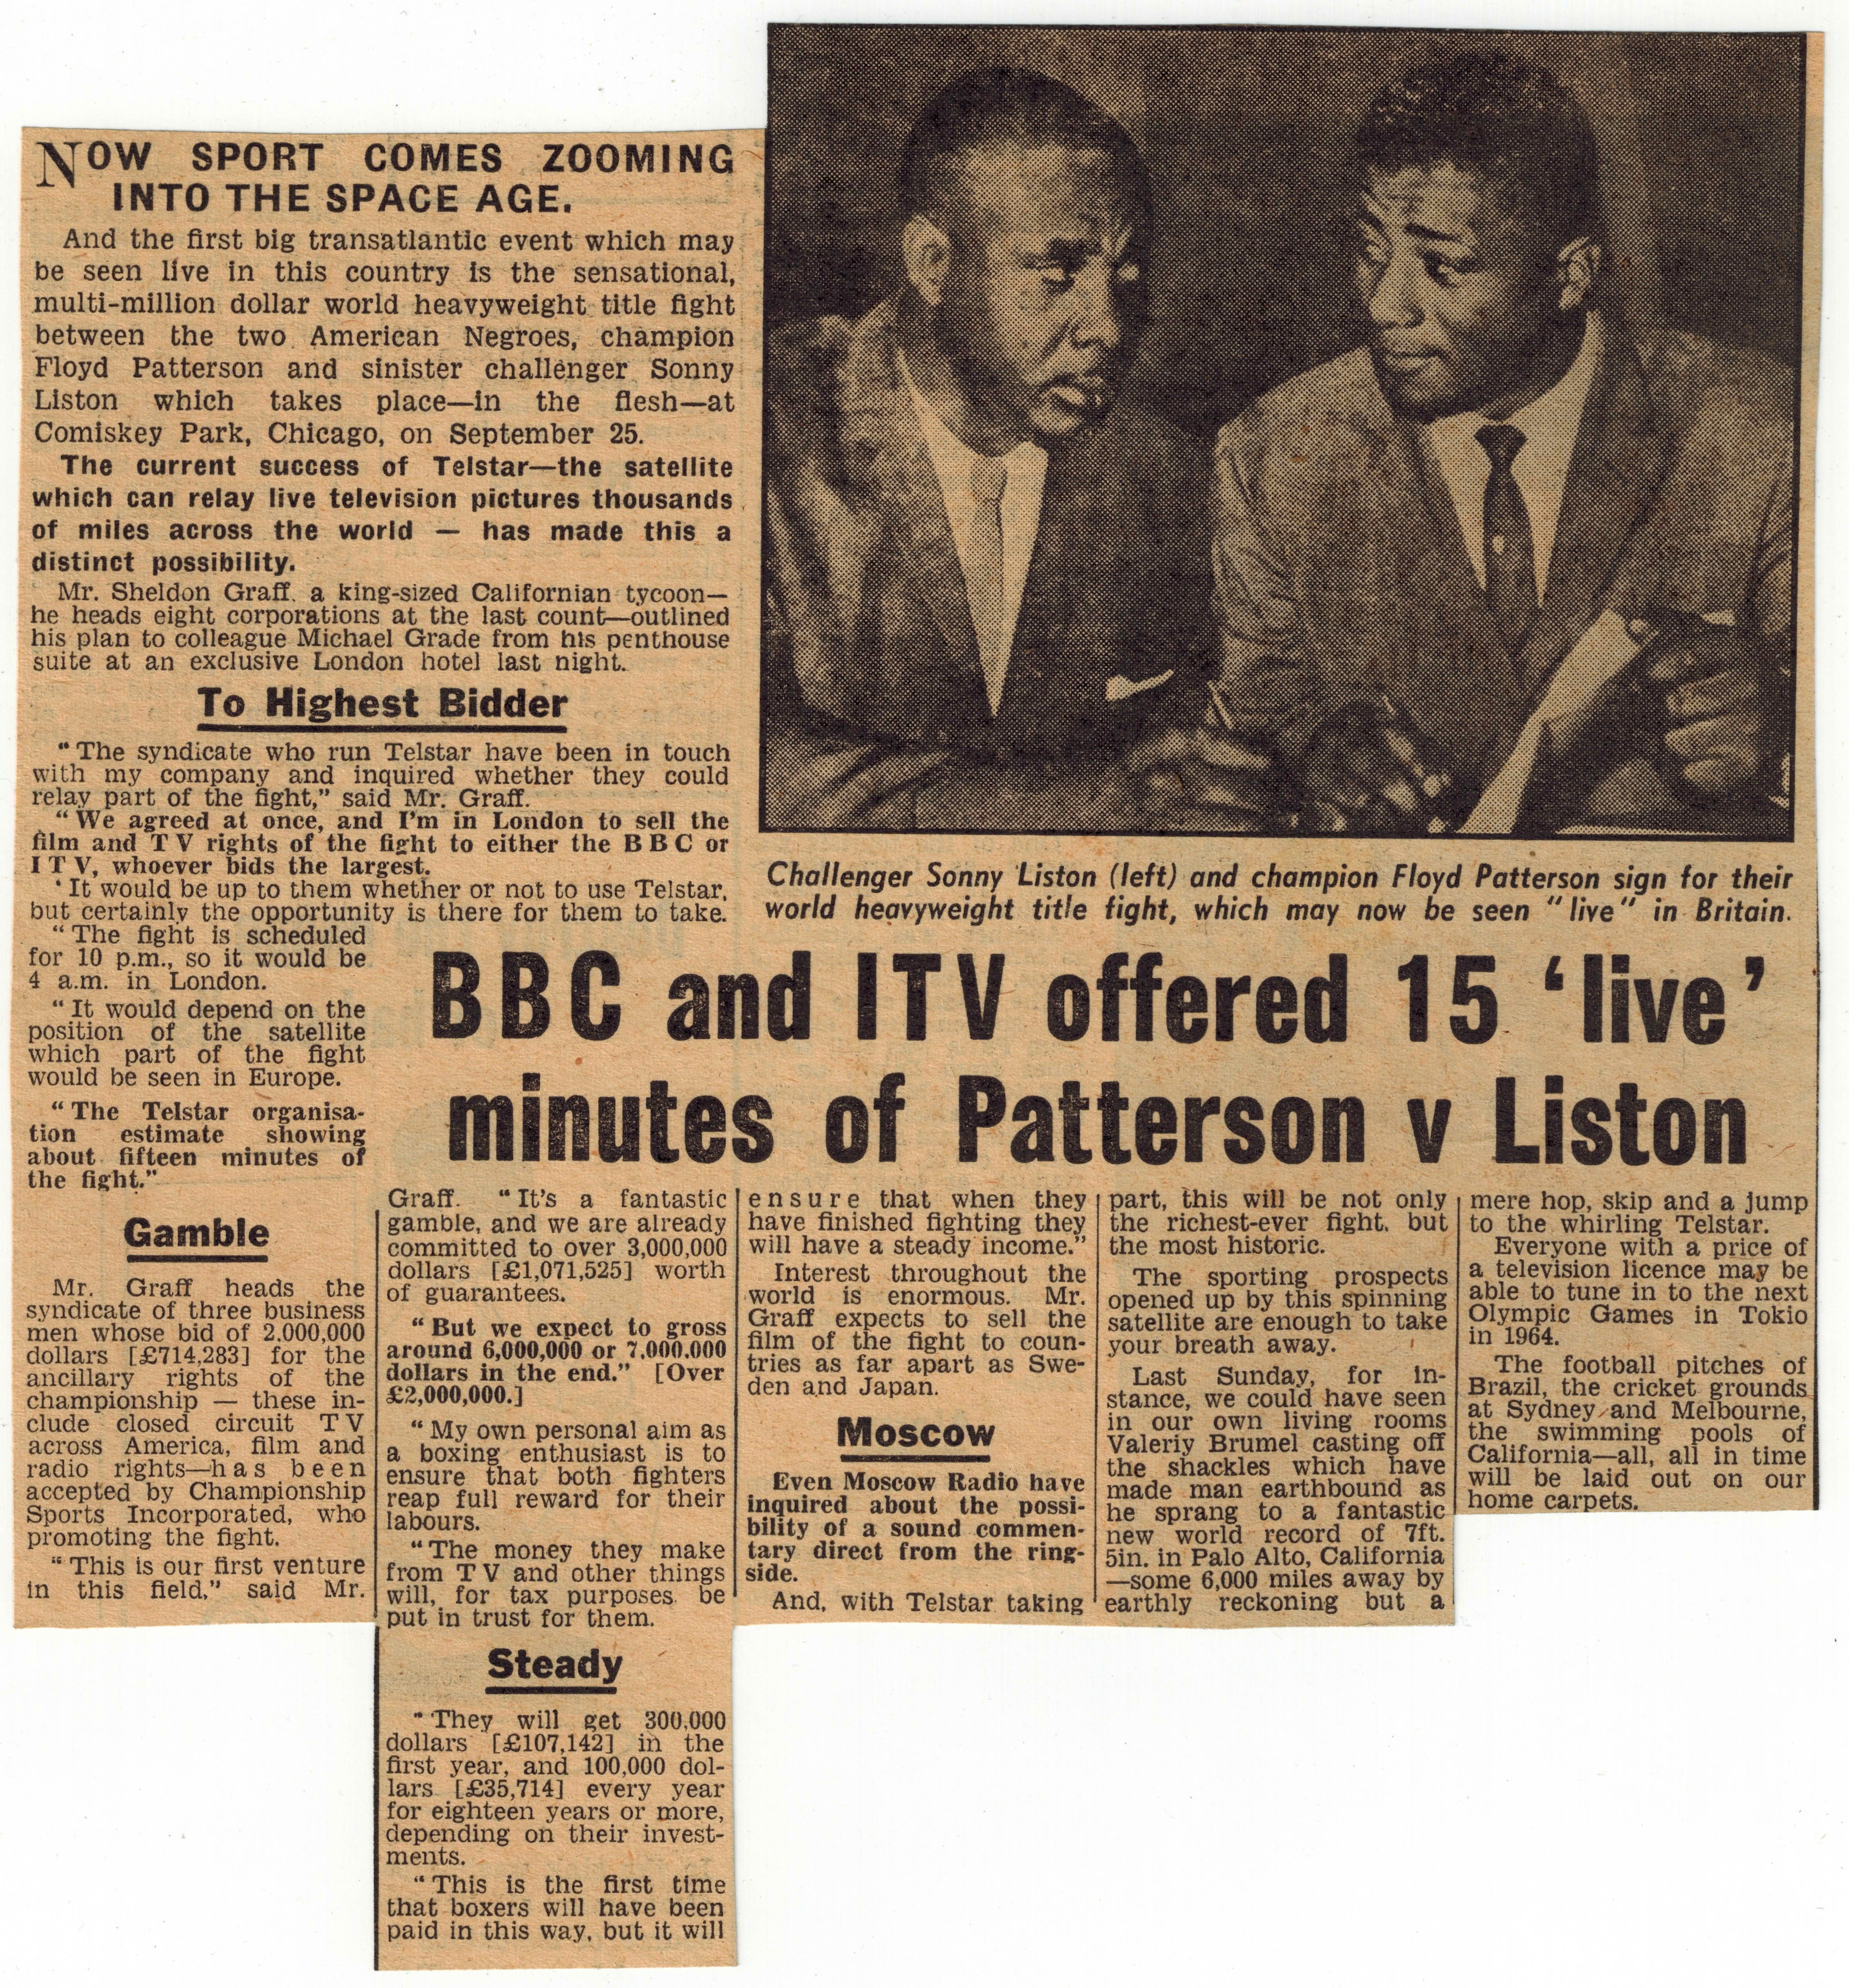 NOW SPORT COMES ZOOMING
INTO THE SPACE AGE.
And the first big transatlantic event which may
be seen live in this country is the sensational,
multi-million dollar world heavyweight title fight
between the two American Negroes, champion
Floyd Patterson and sinister challenger Sonny
Liston which takes place—in the flesh—at
Comiskey Park, Chicago, on September 25.
The current success of Telstar—the satellite
which can relay live television pictures thousands
of miles across the world — has made this a
distinct possibility.
Mr. Sheldon Graff, a king-sized Californian tycoon—
he heads eight corporations at the last count—outlined
his plan to colleague Michael Grade from his penthouse
suite at an exclusive London hotel last night.
To Highest Bidder
"The syndicate who run Telstar have been in touch
with my company and inquired whether they could
relay part of the fight," said Mr. Graff.
"We agreed at once, and I'm in London to sell the
film and TV rights of the fight to either the BBC or
ITV, whoever bids the largest.
'It would be up to them whether or not to use Telstar,
but certainly the opportunity is there for them to take.
"The fight is scheduled
for 10 p.m., so it would be
4 a.m. in London.
"It would depend on the
position of the satellite
which part of the fight
would be seen in Europe.
"The Telstar organisa-
tion estimate showing
about fifteen minutes of
the fight."
Challenger Sonny Liston (left) and champion Floyd Patterson sign for their
world heavyweight title fight, which may now be seen "live" in Britain.
BBC and ITV offered 15 'live'
minutes of Patterson v Liston
Gamble
Mr. Graff heads the
syndicate of three business
men whose bid of 2,000,000
dollars [£714,283] for the
ancillary rights of the
championship — these in-
clude closed circuit TV
across America, film and
radio rights—has been
accepted by Championship
Sports Incorporated, who
promoting the fight.
"This is our first venture
in this field," said Mr.
Graff. "It's a fantastic
gamble, and we are already
committed to over 3,000,000
dollars [£1,071,525] worth
of guarantees.
"But we expect to gross
around 6,000,000 or 7,000,000
dollars in the end." [Over
£2,000,000.]
"My own personal aim as
a boxing enthusiast is to
ensure that both fighters
reap full reward for their
labours.
"The money they make
from TV and other things
will, for tax purposes, be
put in trust for them.
Steady
"They will get 300,000
dollars [£107,142] in the
first year, and 100,000 dol-
lars [£35,714] every year
for eighteen years or more,
depending on their invest-
ments.
"This is the first time
that boxers will have been
paid in this way, but it will
ensure that when they
have finished fighting they
will have a steady income."
Interest throughout the
world is enormous. Mr.
Graff expects to sell the
film of the fight to coun-
tries as far apart as Swe-
den and Japan.
Moscow
Even Moscow Radio have
inquired about the possi-
bility of a sound commen-
tary direct from the ring-
side.
And, with Telstar taking
part, this will be not only
the richest-ever fight, but
the most historic.
The sporting prospects
opened up by this spinning
satellite are enough to take
your breath away.
Last Sunday, for in-
stance, we could have seen
in our own living rooms
Valeriy Brumel casting off
the shackles which have
made man earthbound as
he sprang to a fantastic
new world record of 7ft.
5in. in Palo Alto, California
—some 6,000 miles away by
earthly reckoning but a
mere hop, skip and a jump
to the whirling Telstar.
Everyone with a price of
a television licence may be
able to tune in to the next
Olympic Games in Tokio
in 1964.
The football pitches of
Brazil, the cricket grounds
at Sydney and Melbourne,
the swimming pools of
California—all, all in time
will be laid out on our
home carpets.